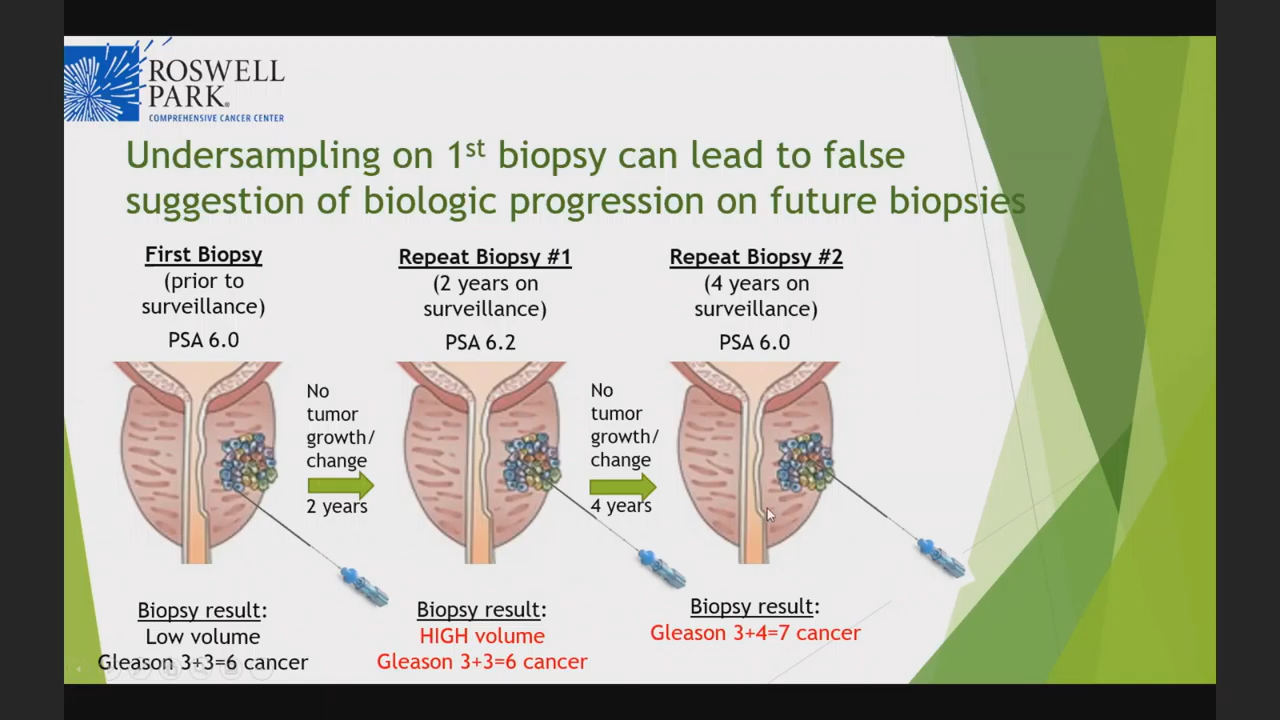 ROSWELL
PARK®
COMPREHENSIVE CANCER CENTER
Undersampling on 1st biopsy can lead to false
suggestion of biologic progression on future biopsies
First Biopsy
(prior to
surveillance)
PSA 6.0
No
tumor
growth/
change
2 years
Biopsy result:
Low volume
Gleason 3+3=6 cancer
Repeat Biopsy #1
(2 years on
surveillance)
PSA 6.2
No
tumor
growth/
change
4 years
Biopsy result:
HIGH volume
Gleason 3+3=6 cancer
Repeat Biopsy #2
(4 years on
surveillance)
PSA 6.0
Biopsy result:
Gleason 3+4=7 cancer